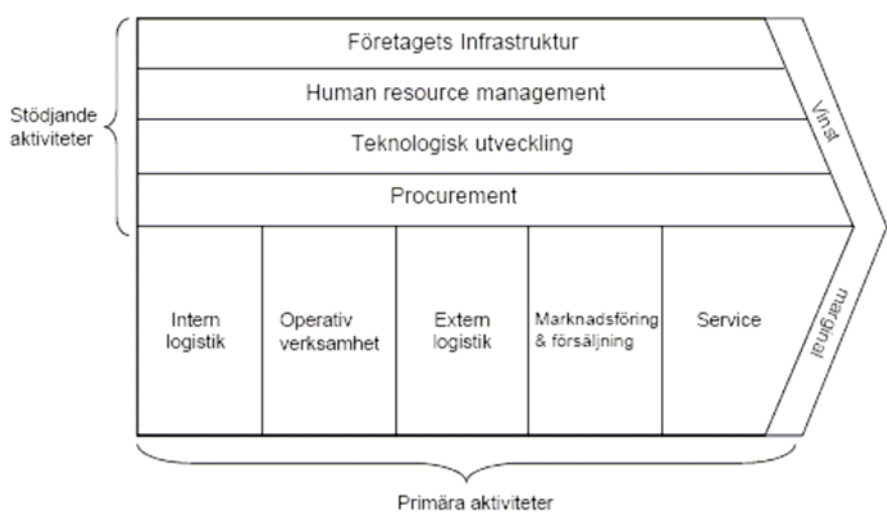 Företagets Infrastruktur
Human resource management
Teknologisk utveckling
Procurement
Stödjande
aktiviteter
Vinst
marginal
Intern
logistik
Operativ
verksamhet
Extern
logistik
Marknadsföring
& försäljning
Service
Primära aktiviteter